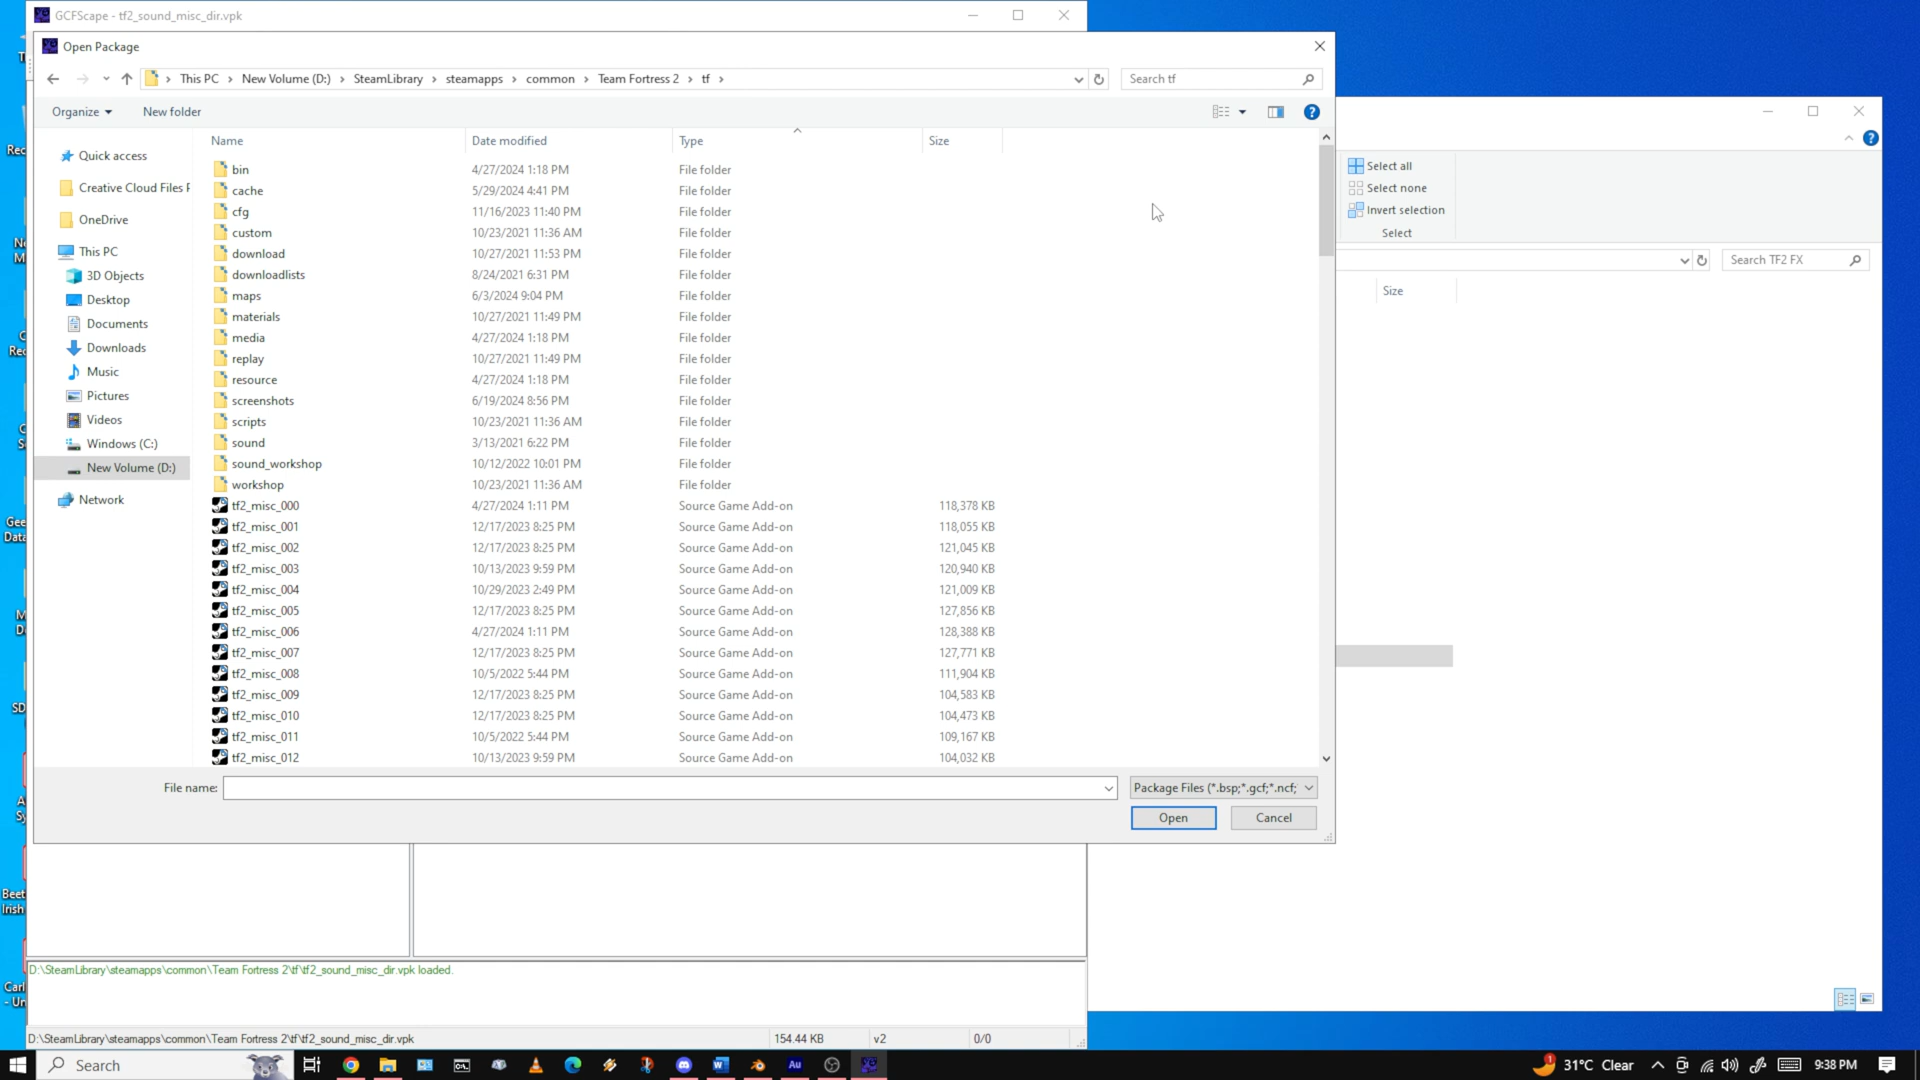 GCFScape - tf2_sound_misc_dir.vpk
Open Package
This PC > New Volume (D:) > SteamLibrary > steamapps > common > Team Fortress 2 > tf >
Search tf
Organize
New folder
Name Date modified Type Size
Quick access
Creative Cloud Files F
OneDrive
This PC
3D Objects
Desktop
Documents
Downloads
Music
Pictures
Videos
Windows (C:)
New Volume (D:)
Network
bin 4/27/2024 1:18 PM File folder
cache 5/29/2024 4:41 PM File folder
cfg 11/16/2023 11:40 PM File folder
custom 10/23/2021 11:36 AM File folder
download 10/27/2021 11:53 PM File folder
downloadlists 8/24/2021 6:31 PM File folder
maps 6/3/2024 9:04 PM File folder
materials 10/27/2021 11:49 PM File folder
media 4/27/2024 1:18 PM File folder
replay 10/27/2021 11:49 PM File folder
resource 4/27/2024 1:18 PM File folder
screenshots 6/19/2024 8:56 PM File folder
scripts 10/23/2021 11:36 AM File folder
sound 3/13/2021 6:22 PM File folder
sound_workshop 10/12/2022 10:01 PM File folder
workshop 10/23/2021 11:36 AM File folder
tf2_misc_000 4/27/2024 1:11 PM Source Game Add-on 118,378 KB
tf2_misc_001 12/17/2023 8:25 PM Source Game Add-on 118,055 KB
tf2_misc_002 12/17/2023 8:25 PM Source Game Add-on 121,045 KB
tf2_misc_003 10/13/2023 9:59 PM Source Game Add-on 120,940 KB
tf2_misc_004 10/29/2023 2:49 PM Source Game Add-on 121,009 KB
tf2_misc_005 12/17/2023 8:25 PM Source Game Add-on 127,856 KB
tf2_misc_006 4/27/2024 1:11 PM Source Game Add-on 128,388 KB
tf2_misc_007 12/17/2023 8:25 PM Source Game Add-on 127,771 KB
tf2_misc_008 10/5/2022 5:44 PM Source Game Add-on 111,904 KB
tf2_misc_009 12/17/2023 8:25 PM Source Game Add-on 104,583 KB
tf2_misc_010 12/17/2023 8:25 PM Source Game Add-on 104,473 KB
tf2_misc_011 10/5/2022 5:44 PM Source Game Add-on 109,167 KB
tf2_misc_012 10/13/2023 9:59 PM Source Game Add-on 104,032 KB
File name:
Package Files (*.bsp;*.gcf;*.ncf;
Open
Cancel
Select all
Select none
Invert selection
Select
Search TF2 FX
Size
D:\SteamLibrary\steamapps\common\Team Fortress 2\tf\tf2_sound_misc_dir.vpk loaded.
D:\SteamLibrary\steamapps\common\Team Fortress 2\tf\tf2_sound_misc_dir.vpk 154.44 KB v2 0/0
Search
31°C Clear
9:38 PM